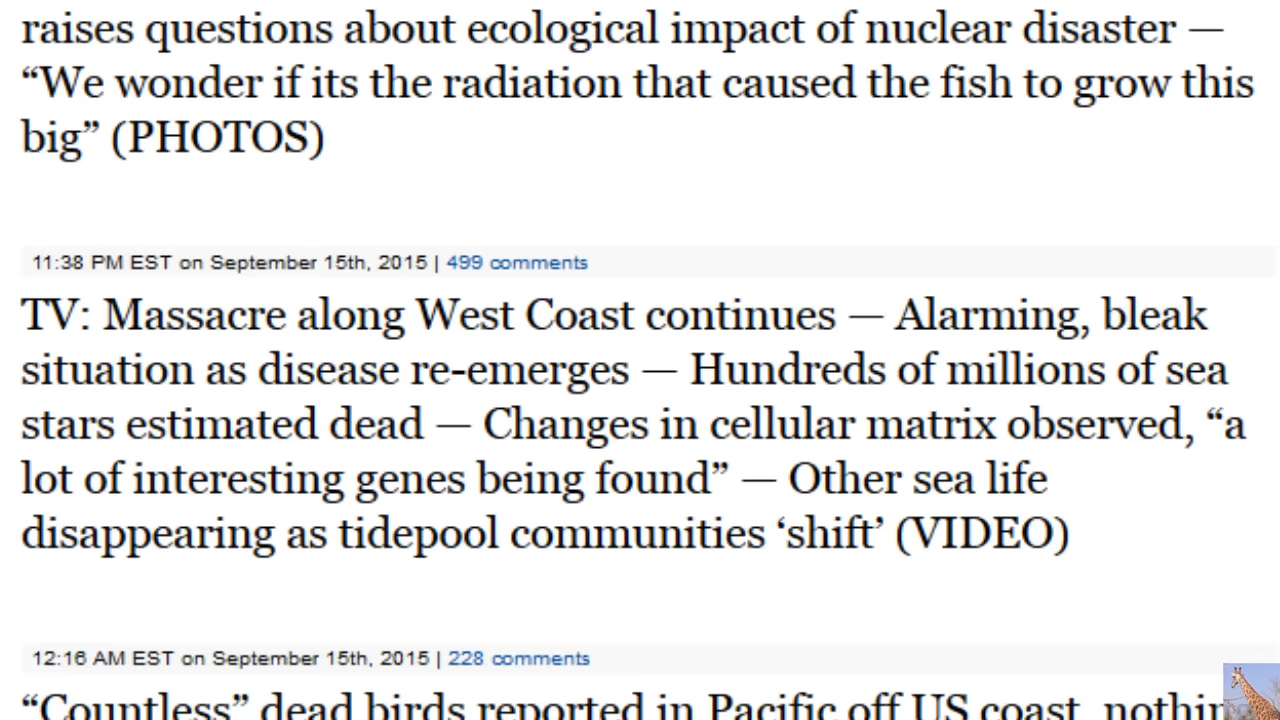 raises questions about ecological impact of nuclear disaster —
“We wonder if its the radiation that caused the fish to grow this
big” (PHOTOS)
11:38 PM EST on September 15th, 2015 | 499 comments
TV: Massacre along West Coast continues — Alarming, bleak
situation as disease re-emerges — Hundreds of millions of sea
stars estimated dead — Changes in cellular matrix observed, “a
lot of interesting genes being found” — Other sea life
disappearing as tidepool communities ‘shift’ (VIDEO)
12:16 AM EST on September 15th, 2015 | 228 comments
“Countless” dead birds reported in Pacific off US coast,